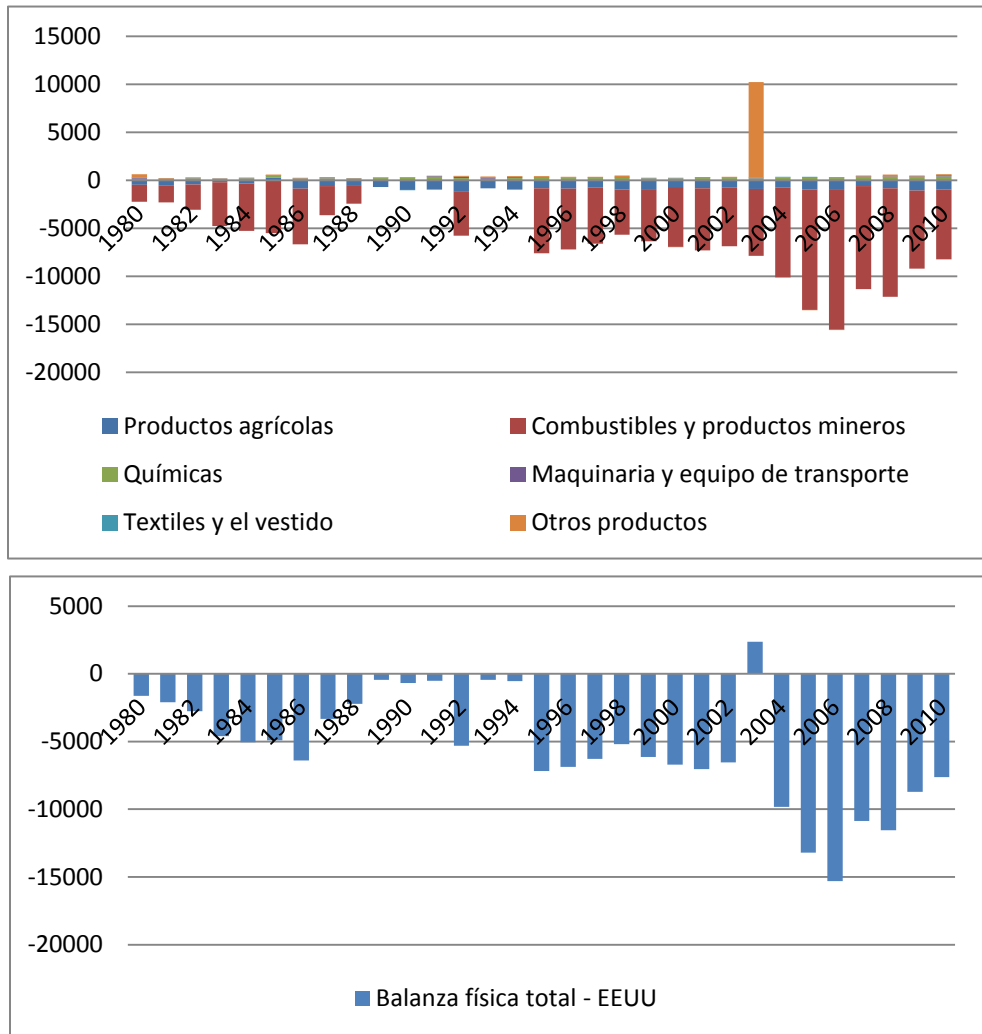 15000
10000
5000
0
-5000
-10000
-15000
-20000
1980 1982 1984 1986 1988 1990 1992 1994 1996 1998 2000 2002 2004 2006 2008 2010
Productos agrícolas Combustibles y productos mineros
Químicas Maquinaria y equipo de transporte
Textiles y el vestido Otros productos
5000
0
-5000
-10000
-15000
-20000
1980 1982 1984 1986 1988 1990 1992 1994 1996 1998 2000 2002 2004 2006 2008 2010
Balanza física total - EEUU